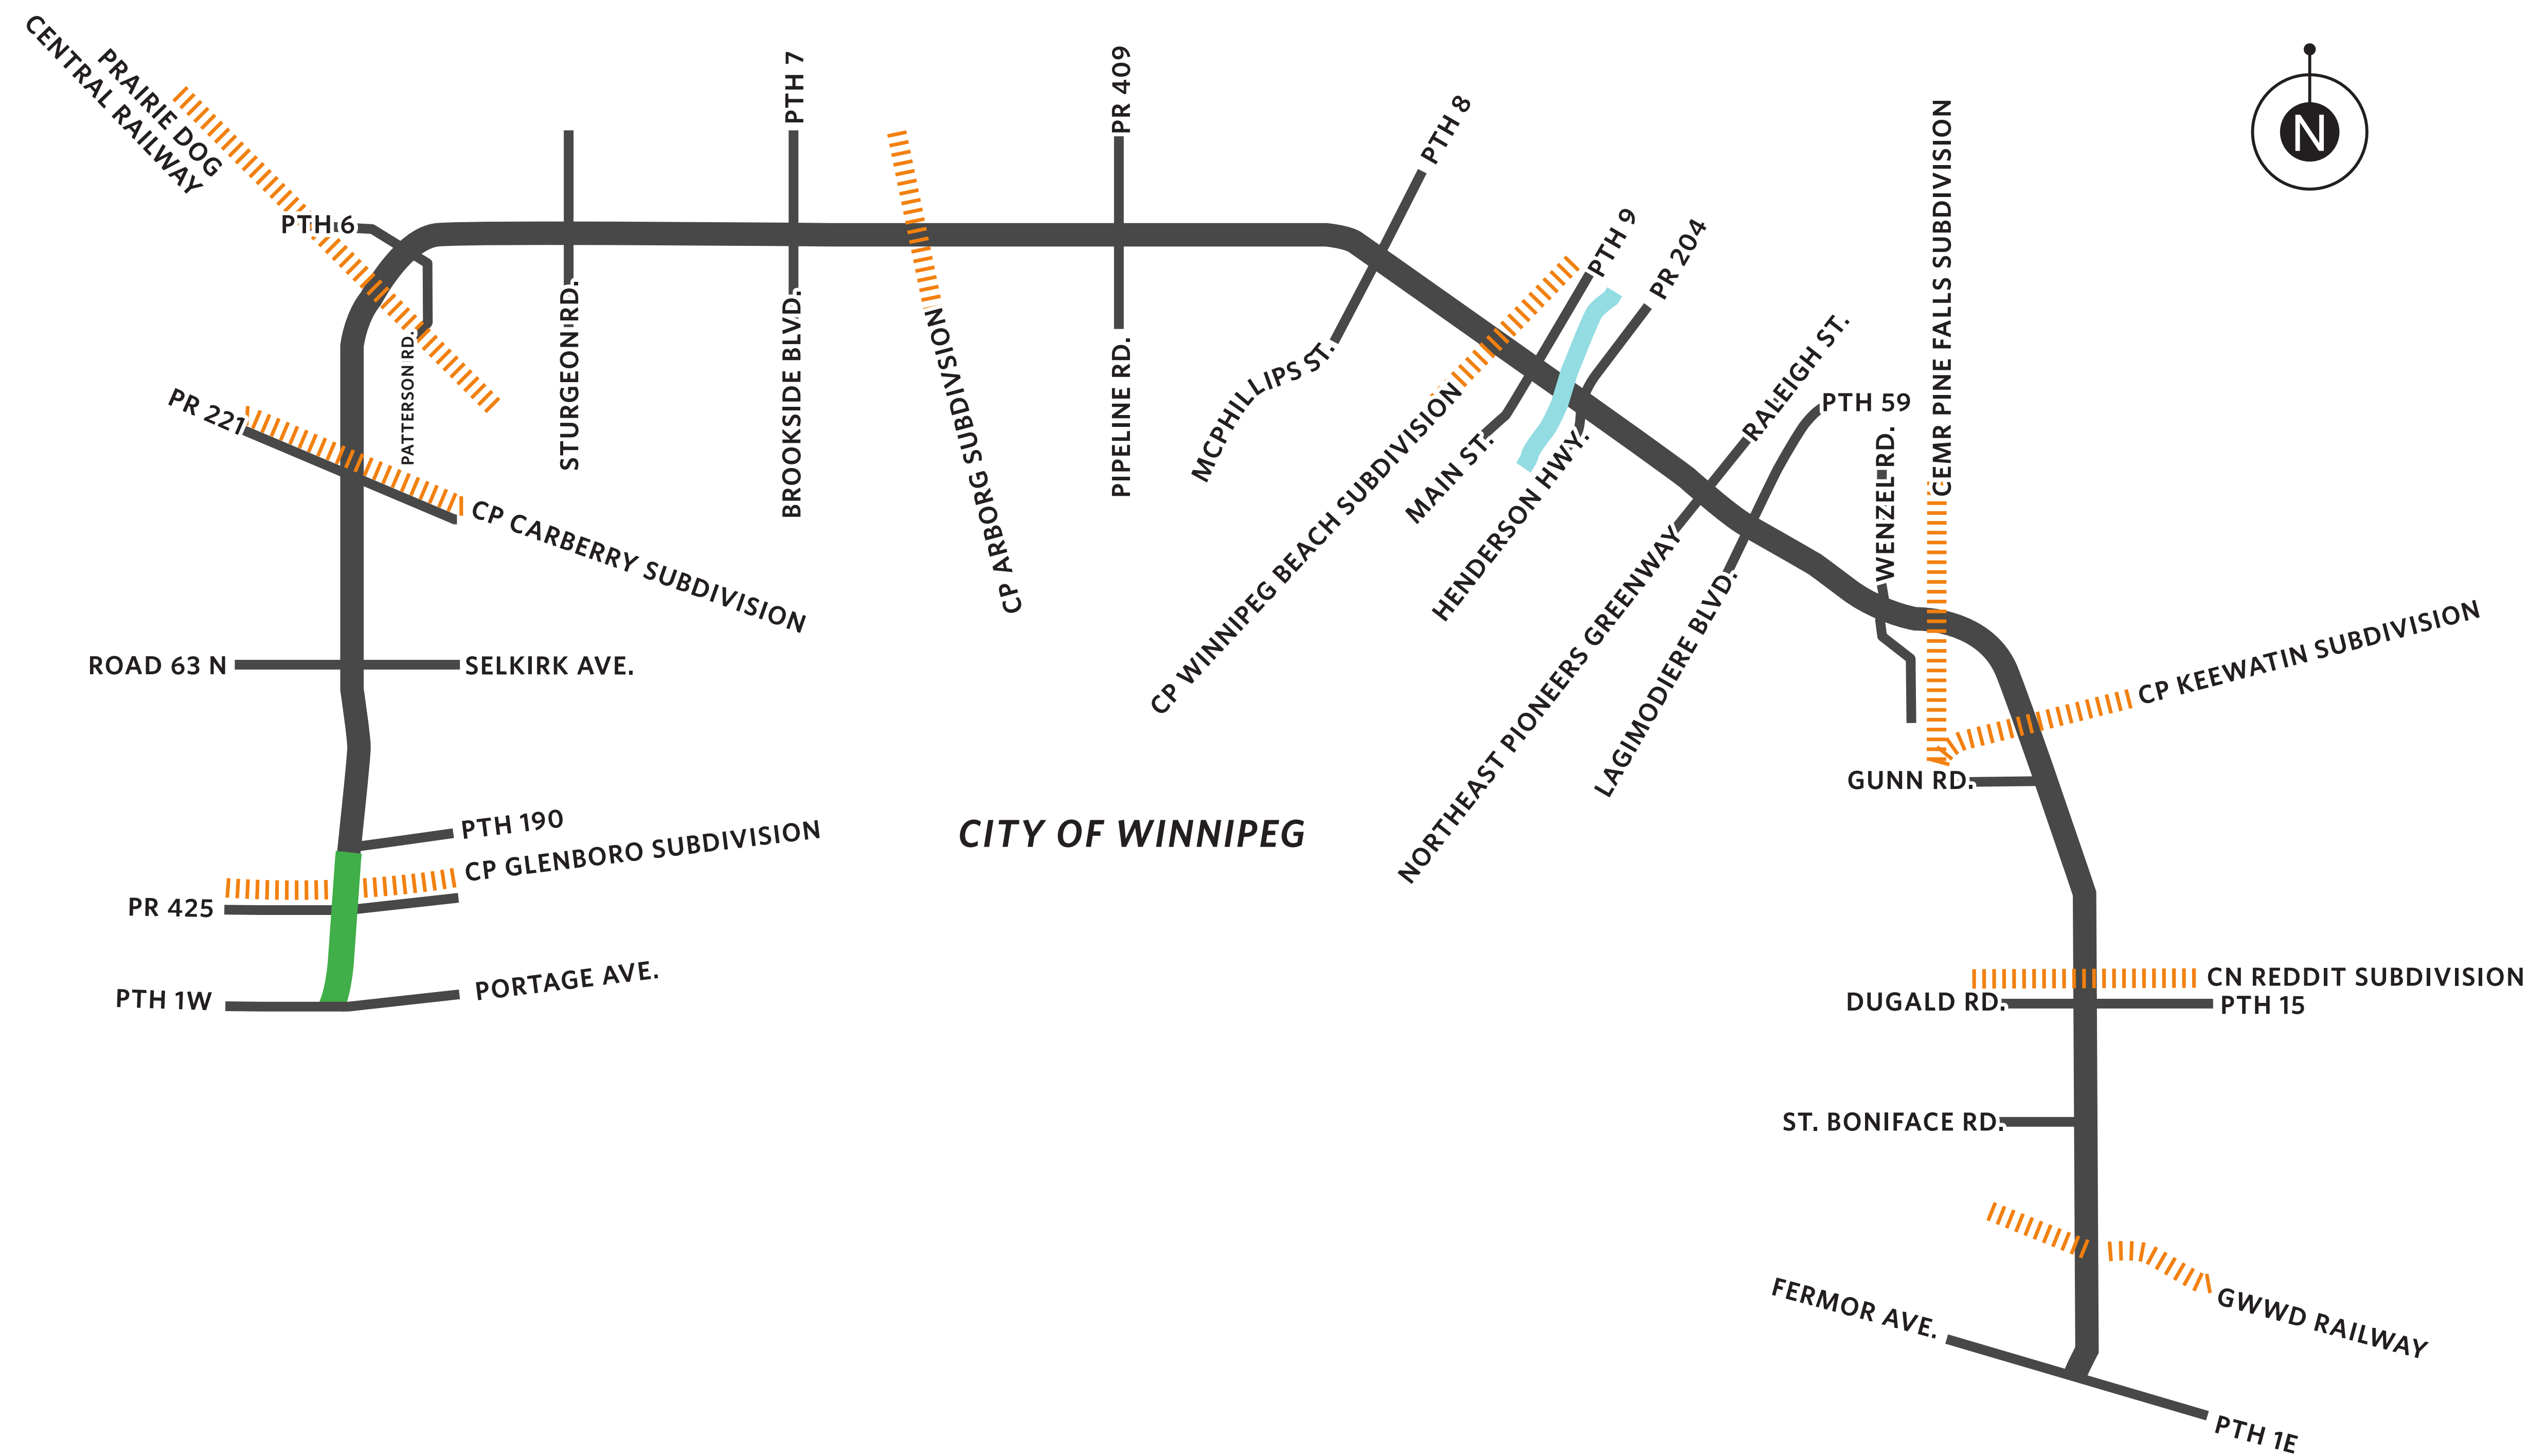 PRAIRIE DOG
CENTRAL RAILWAY
PTH 6
PATTERSON RD.
STURGEON RD.
PTH 7
BROOKSIDE BLVD.
CP ARBORG SUBDIVISION
PR 409
PIPELINE RD.
PTH 8
MCPHILLIPS ST.
CP WINNIPEG BEACH SUBDIVISION
PTH 9
MAIN ST.
PR 204
HENDERSON HWY.
RALEIGH ST.
NORTHEAST PIONEERS GREENWAY
PTH 59
LAGIMODIERE BLVD.
WENZEL RD.
CEMR PINE FALLS SUBDIVISION
N
CP KEEWATIN SUBDIVISION
GUNN RD.
PR 221
CP CARBERRY SUBDIVISION
ROAD 63 N
SELKIRK AVE.
PTH 190
CP GLENBORO SUBDIVISION
PR 425
PTH 1W
PORTAGE AVE.
CITY OF WINNIPEG
CN REDDIT SUBDIVISION
DUGALD RD.
PTH 15
ST. BONIFACE RD.
GWWD RAILWAY
FERMOR AVE.
PTH 1E